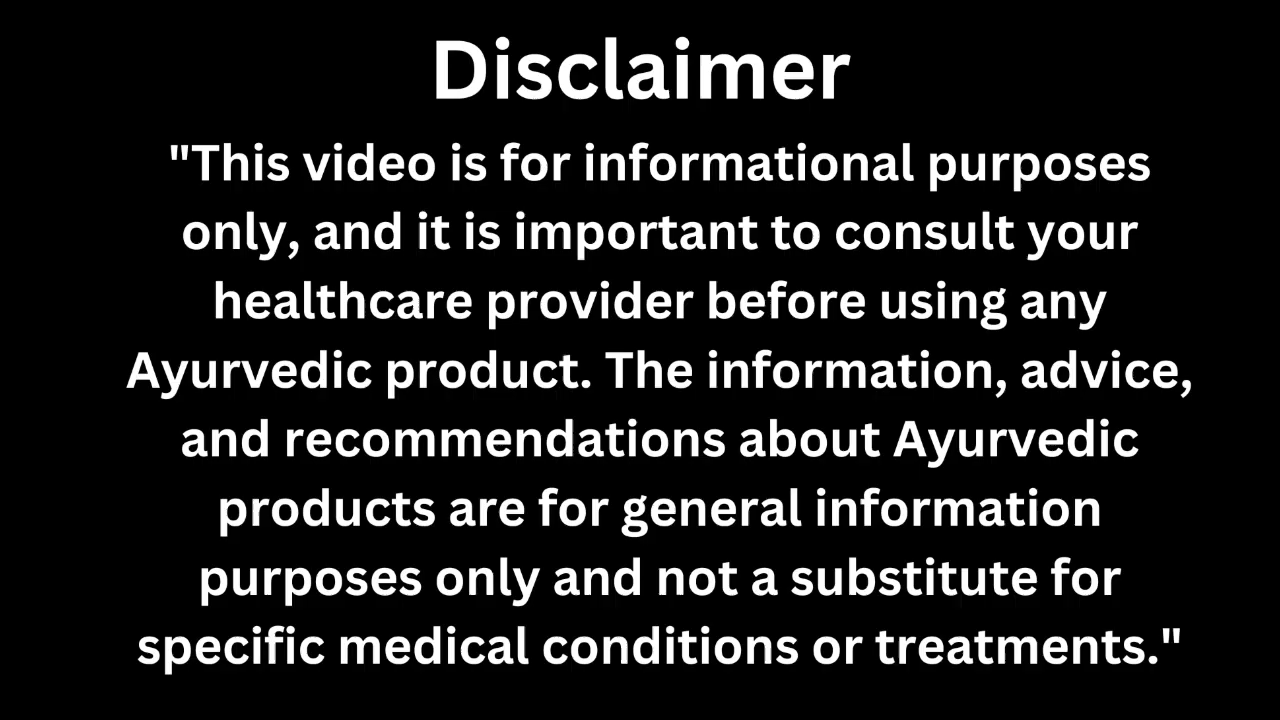 Disclaimer
"This video is for informational purposes
only, and it is important to consult your
healthcare provider before using any
Ayurvedic product. The information, advice,
and recommendations about Ayurvedic
products are for general information
purposes only and not a substitute for
specific medical conditions or treatments."